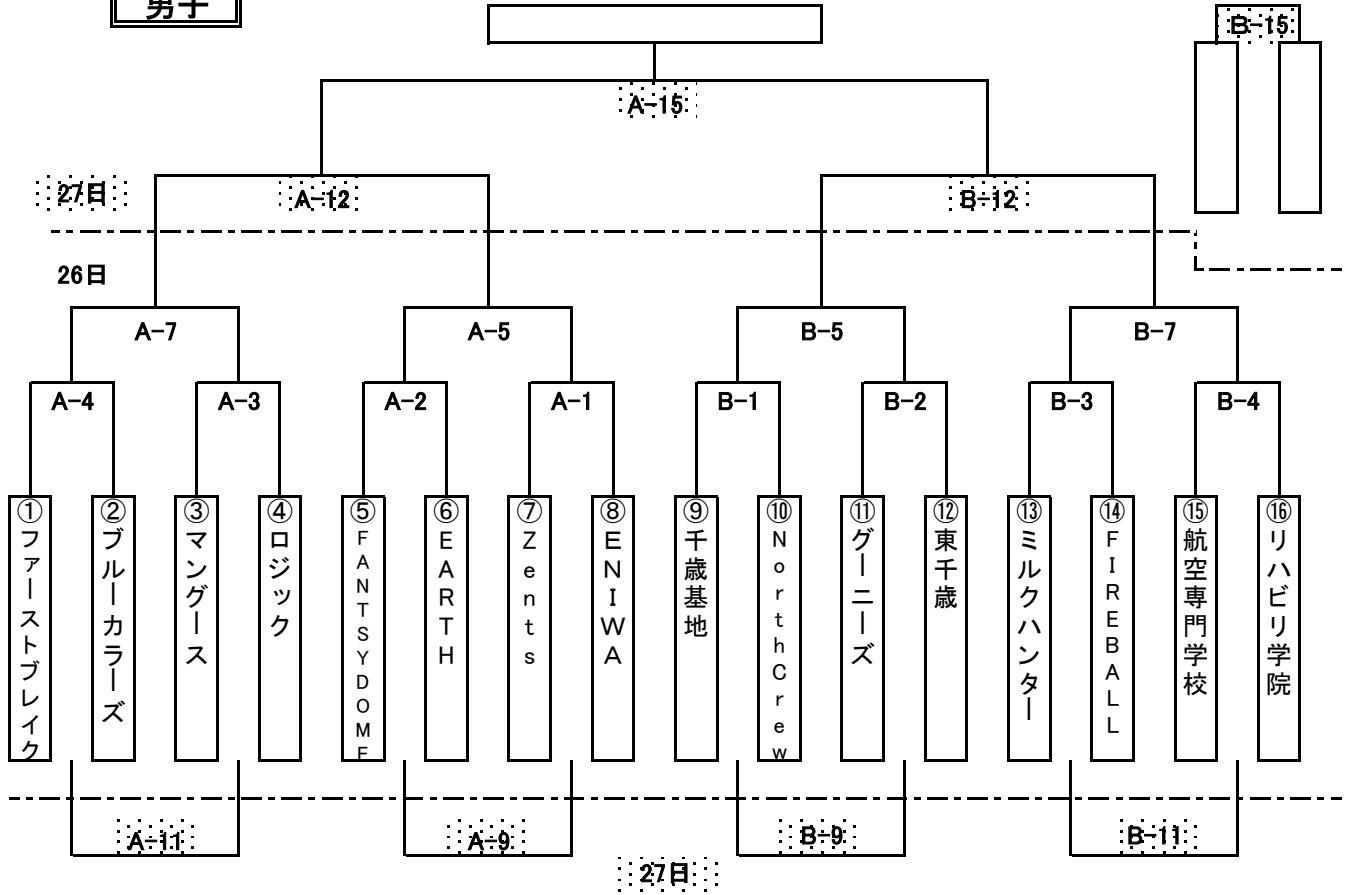 男子
B-15
A-15
27日
A-12
B-12
26日
A-7
A-5
B-5
B-7
A-4
A-3
A-2
A-1
B-1
B-2
B-3
B-4
①ファーストブレイク
②ブルーカラーズ
③マングース
④ロジック
⑤FANTSYDOME
⑥EARTH
⑦Zents
⑧ENIWA
⑨千歳基地
⑩NorthCrew
⑪グーニーズ
⑫東千歳
⑬ミルクハンター
⑭FIREBALL
⑮航空専門学校
⑯リハビリ学院
A-11
A-9
B-9
B-11
27日